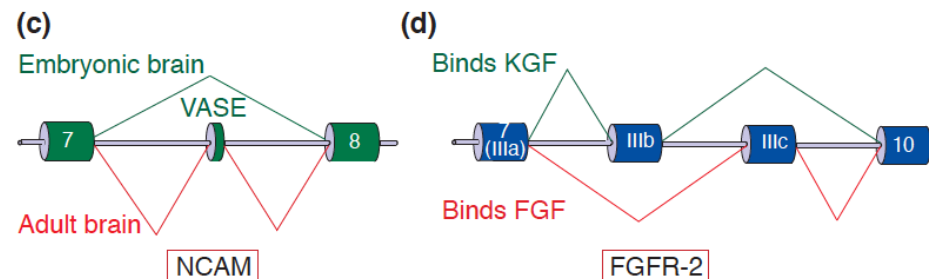 (c)
Embryonic brain
VASE
7
8
Adult brain
NCAM
(d)
Binds KGF
7
(IIIa)
IIIb
IIIc
10
Binds FGF
FGFR-2